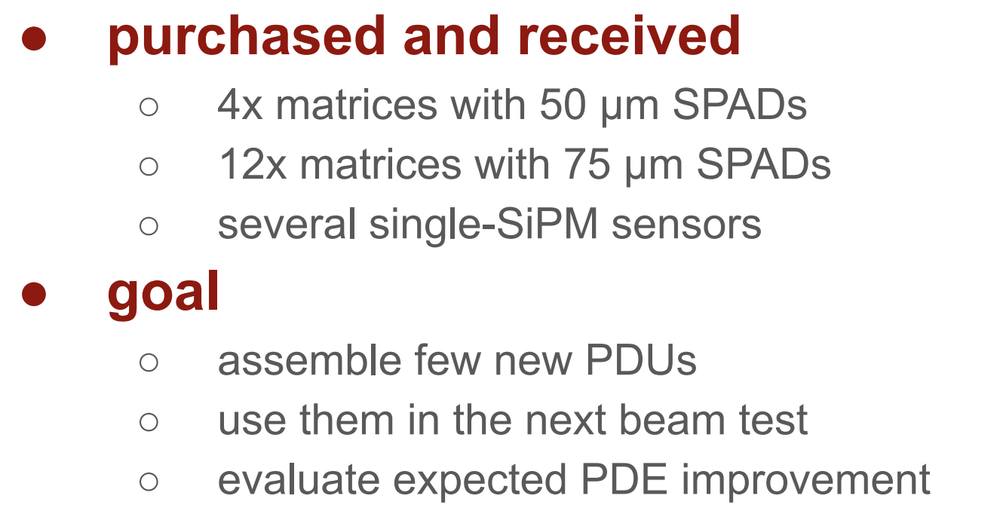 ● purchased and received
○ 4x matrices with 50 μm SPADs
○ 12x matrices with 75 μm SPADs
○ several single-SiPM sensors
● goal
○ assemble few new PDUs
○ use them in the next beam test
○ evaluate expected PDE improvement